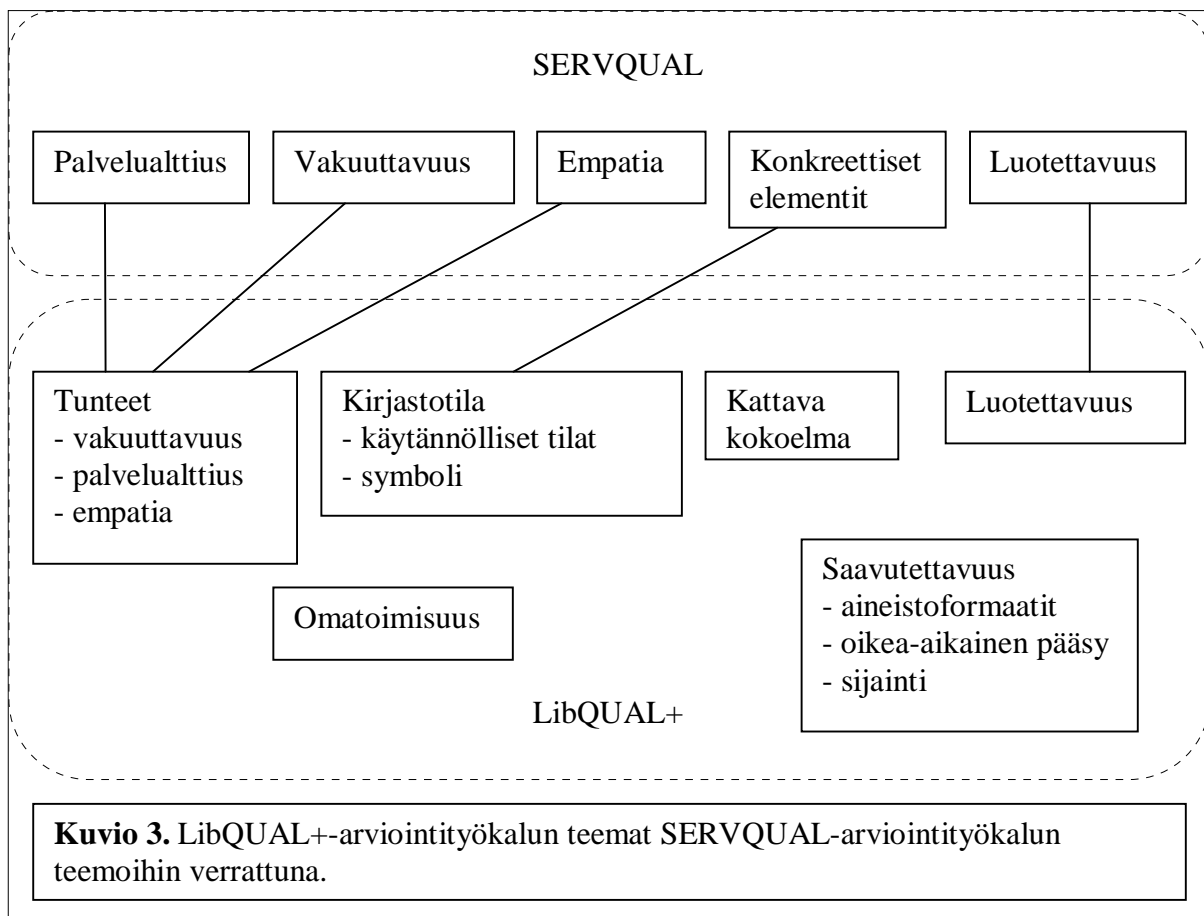 SERVQUAL
Palvelualttius
Vakuuttavuus
Empatia
Konkreettiset
elementit
Luotettavuus
Tunteet
- vakuuttavuus
- palvelualttius
- empatia
Kirjastotila
- käytännölliset tilat
- symboli
Kattava
kokoelma
Luotettavuus
Omatoimisuus
Saavutettavuus
- aineistoformaatit
- oikea-aikainen pääsy
- sijainti
LibQUAL+
Kuvio 3. LibQUAL+-arviointityökalun teemat SERVQUAL-arviointityökalun
teemoihin verrattuna.